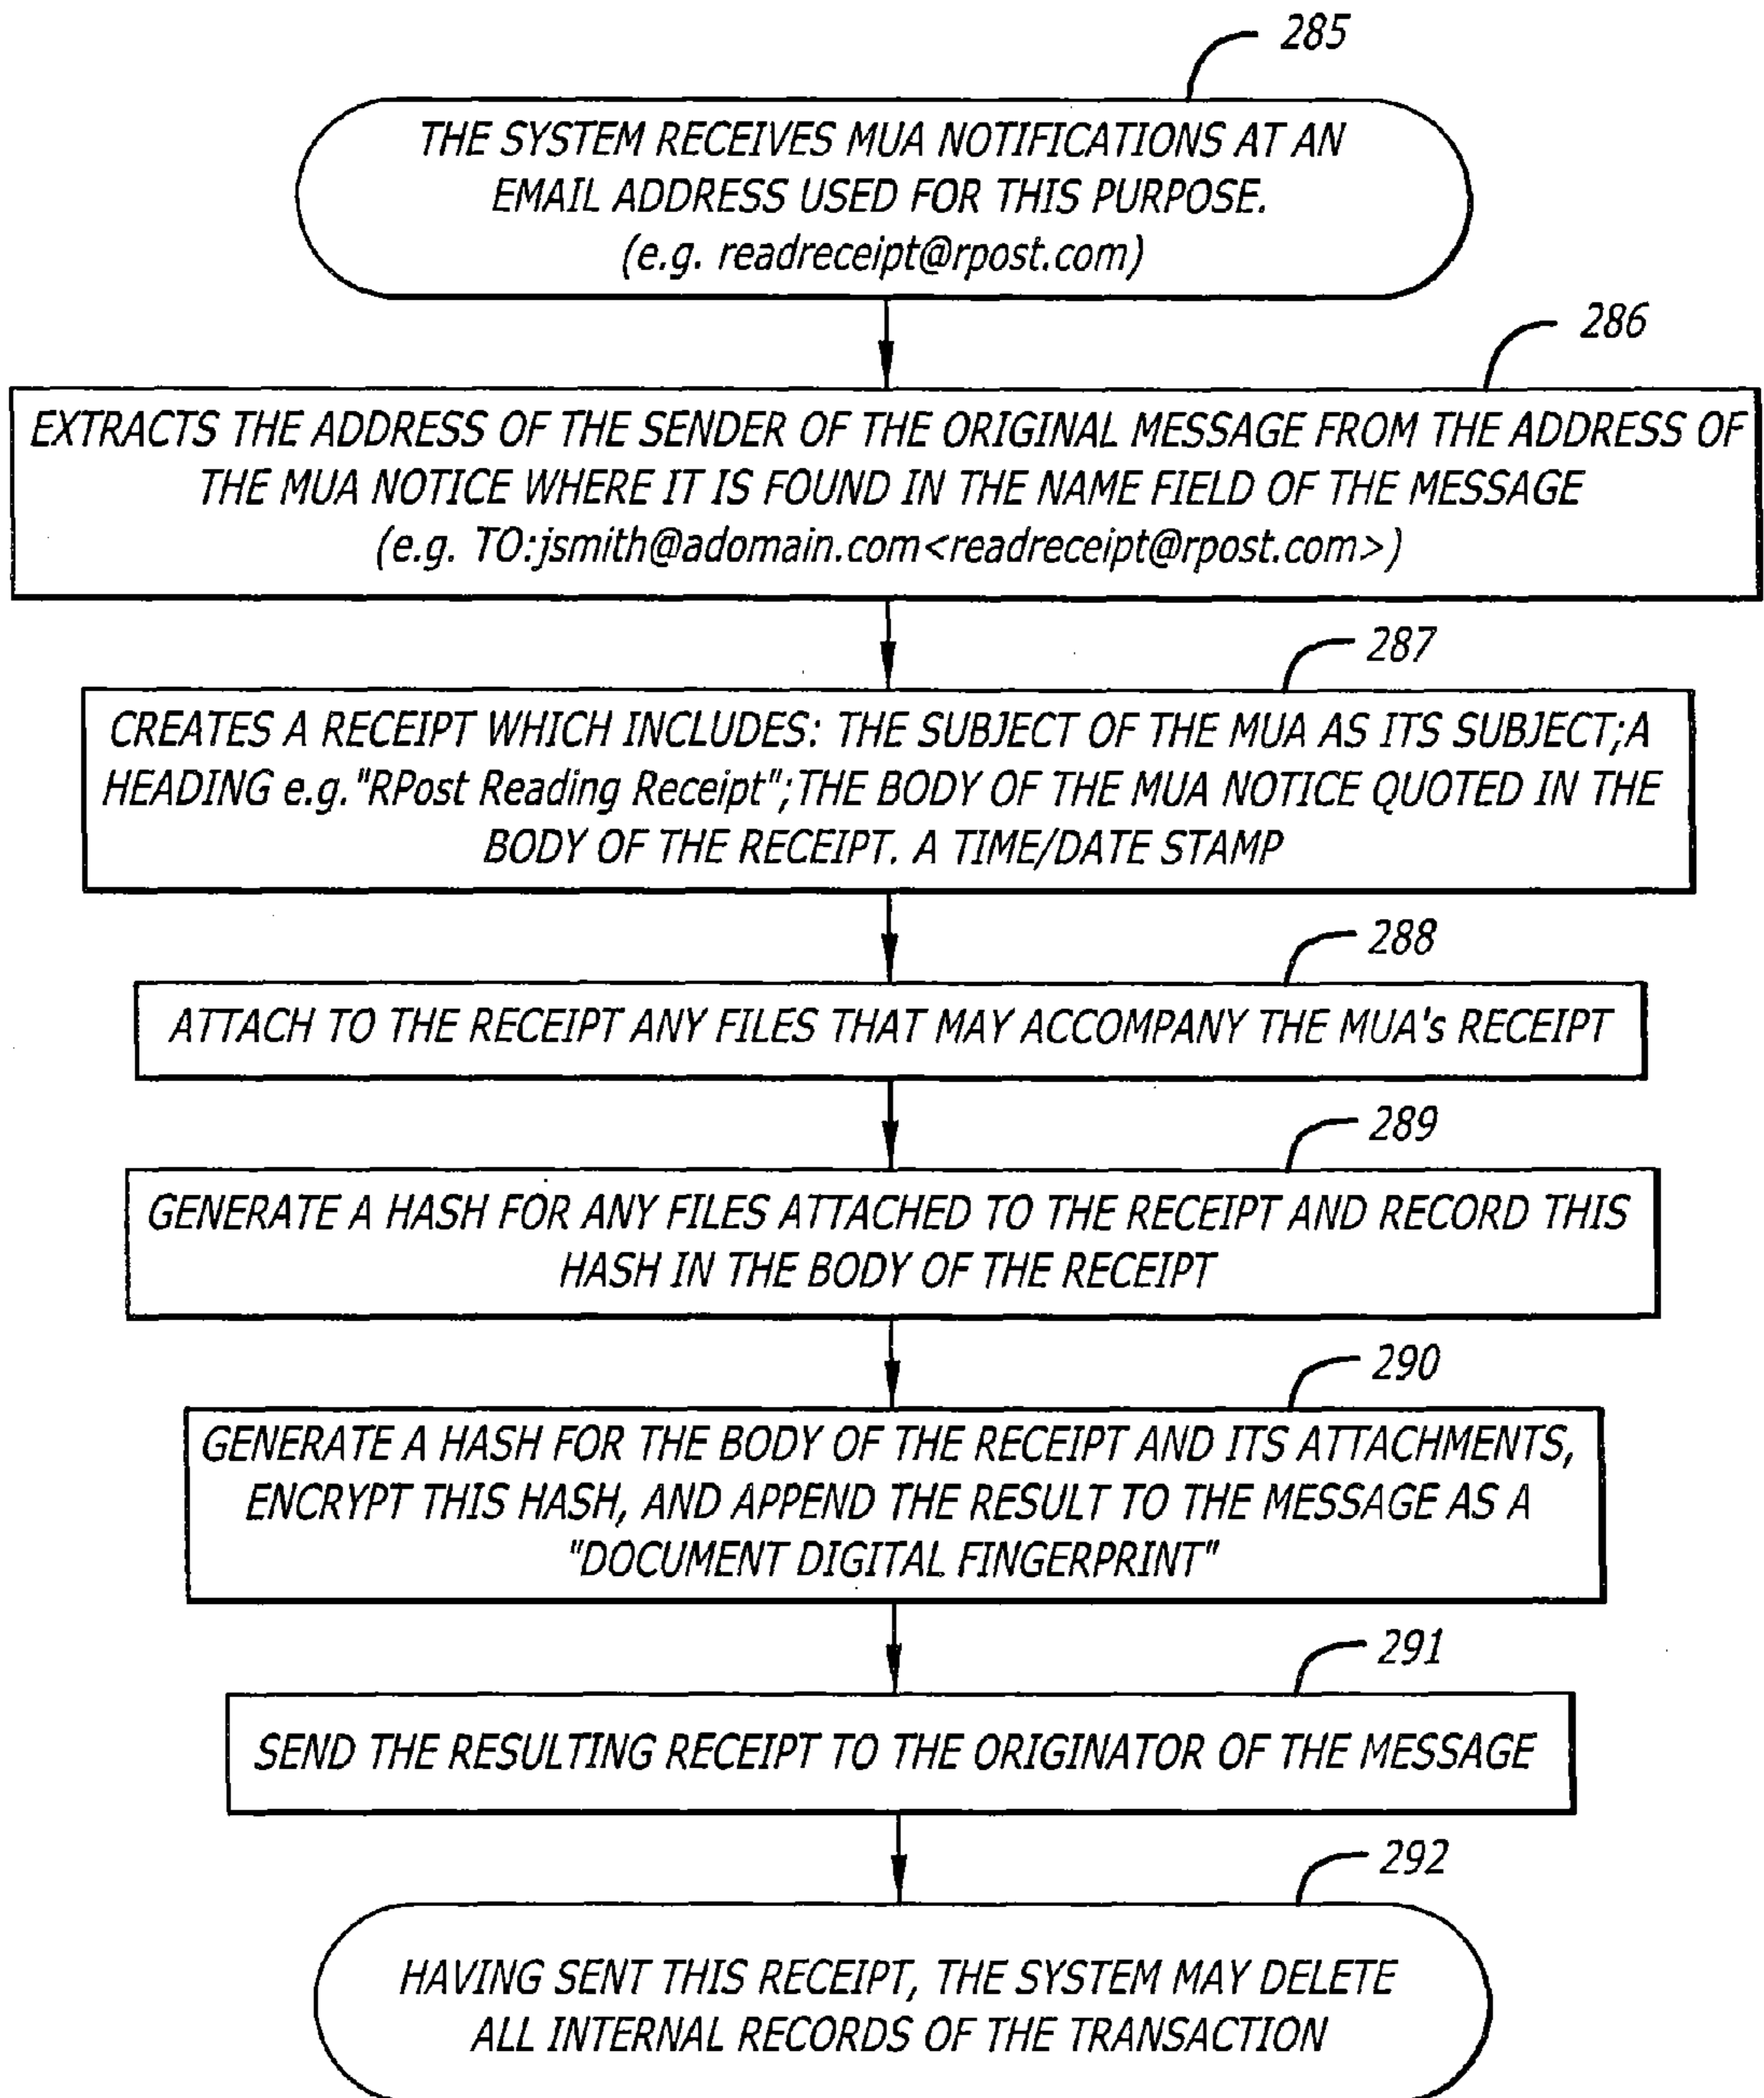 285
THE SYSTEM RECEIVES MUA NOTIFICATIONS AT AN
EMAIL ADDRESS USED FOR THIS PURPOSE.
(e.g. readreceipt@rpost.com)
286
EXTRACTS THE ADDRESS OF THE SENDER OF THE ORIGINAL MESSAGE FROM THE ADDRESS OF
THE MUA NOTICE WHERE IT IS FOUND IN THE NAME FIELD OF THE MESSAGE
(e.g. TO:jsmith@adomain.com<readreceipt@rpost.com>)
287
CREATES A RECEIPT WHICH INCLUDES: THE SUBJECT OF THE MUA AS ITS SUBJECT;A
HEADING e.g."RPost Reading Receipt";THE BODY OF THE MUA NOTICE QUOTED IN THE
BODY OF THE RECEIPT. A TIME/DATE STAMP
288
ATTACH TO THE RECEIPT ANY FILES THAT MAY ACCOMPANY THE MUA's RECEIPT
289
GENERATE A HASH FOR ANY FILES ATTACHED TO THE RECEIPT AND RECORD THIS
HASH IN THE BODY OF THE RECEIPT
290
GENERATE A HASH FOR THE BODY OF THE RECEIPT AND ITS ATTACHMENTS,
ENCRYPT THIS HASH, AND APPEND THE RESULT TO THE MESSAGE AS A
"DOCUMENT DIGITAL FINGERPRINT"
291
SEND THE RESULTING RECEIPT TO THE ORIGINATOR OF THE MESSAGE
292
HAVING SENT THIS RECEIPT, THE SYSTEM MAY DELETE
ALL INTERNAL RECORDS OF THE TRANSACTION